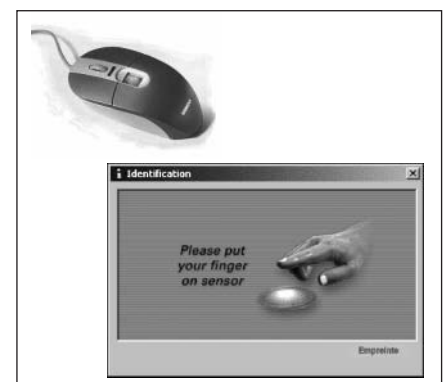 Identification
Please put
your finger
on sensor
Empreinte